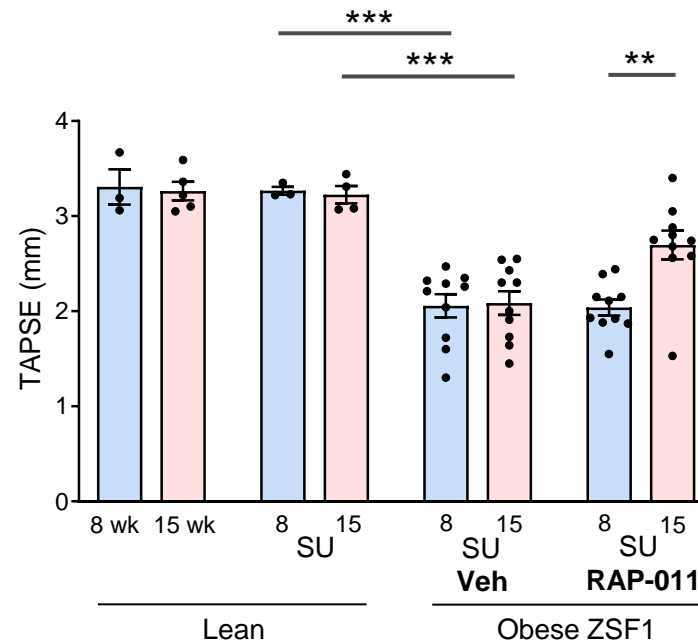 ***
*** **
4
3
2
1
0
TAPSE (mm)
8 wk 15 wk 8 15 8 15 8 15
SU SU SU
Veh RAP-011
Lean Obese ZSF1